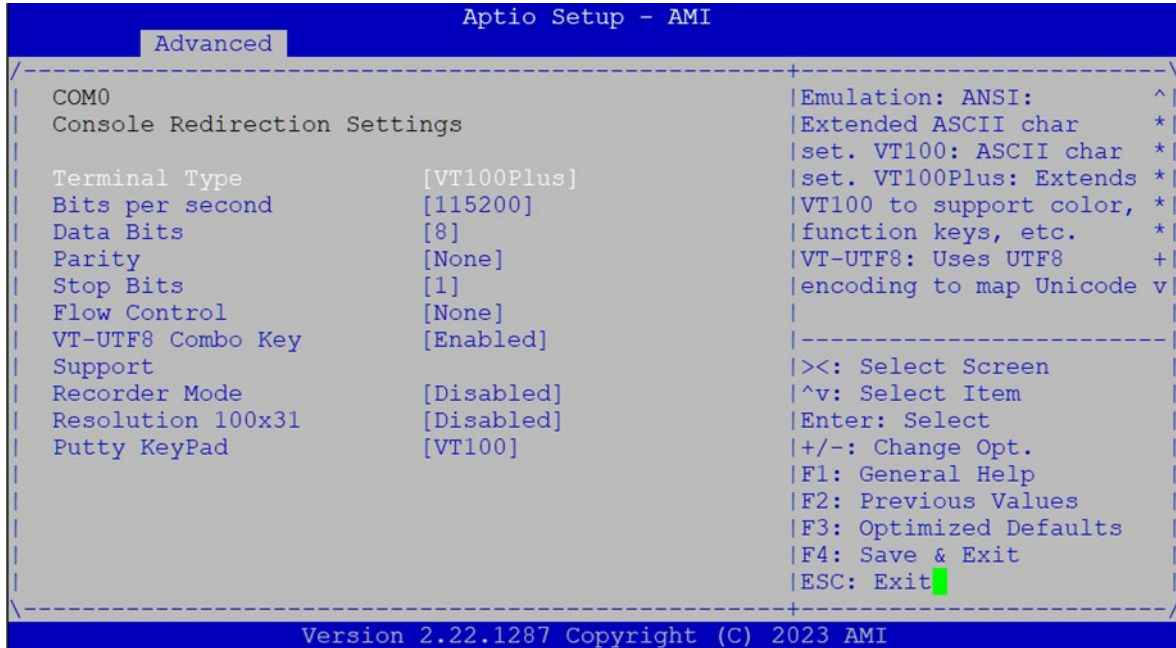 Aptio Setup - AMI
Advanced
/----------------------------------------------------+-------------------------\
| COM0 |Emulation: ANSI: ^|
| Console Redirection Settings |Extended ASCII char *|
| |set. VT100: ASCII char *|
| Terminal Type [VT100Plus] |set. VT100Plus: Extends *|
| Bits per second [115200] |VT100 to support color, *|
| Data Bits [8] |function keys, etc. *|
| Parity [None] |VT-UTF8: Uses UTF8 +|
| Stop Bits [1] |encoding to map Unicode v|
| Flow Control [None] | |
| VT-UTF8 Combo Key [Enabled] |-------------------------|
| Support |><: Select Screen |
| Recorder Mode [Disabled] |^v: Select Item |
| Resolution 100x31 [Disabled] |Enter: Select |
| Putty KeyPad [VT100] |+/-: Change Opt. |
| |F1: General Help |
| |F2: Previous Values |
| |F3: Optimized Defaults |
| |F4: Save & Exit |
| |ESC: Exit |
\----------------------------------------------------+-------------------------/
Version 2.22.1287 Copyright (C) 2023 AMI